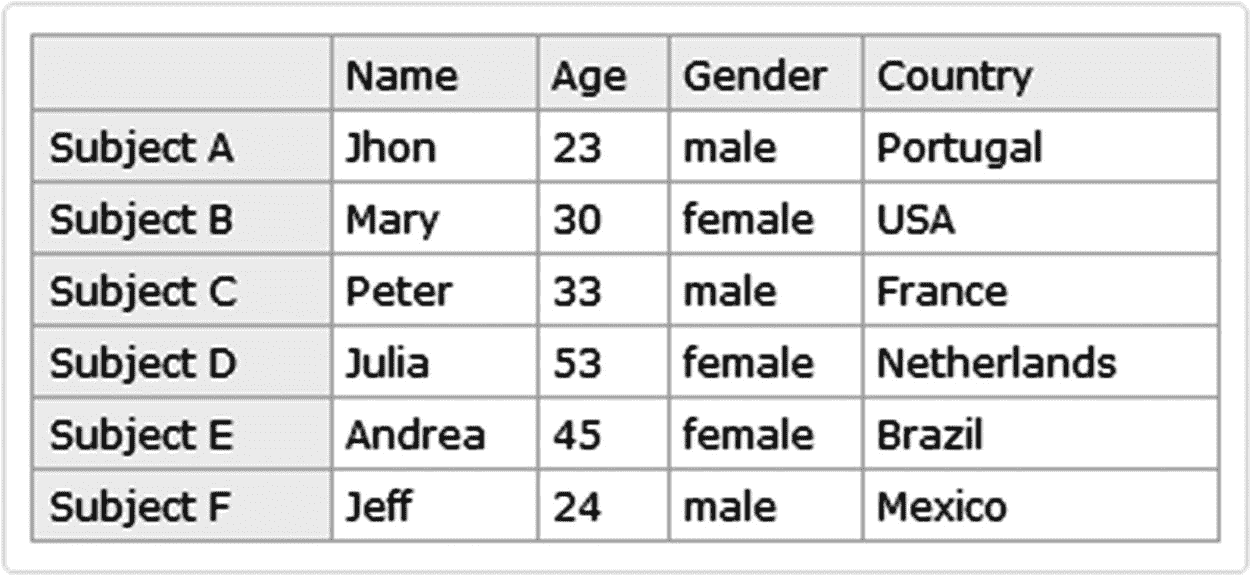 Name Age Gender Country
Subject A Jhon 23 male Portugal
Subject B Mary 30 female USA
Subject C Peter 33 male France
Subject D Julia 53 female Netherlands
Subject E Andrea 45 female Brazil
Subject F Jeff 24 male Mexico